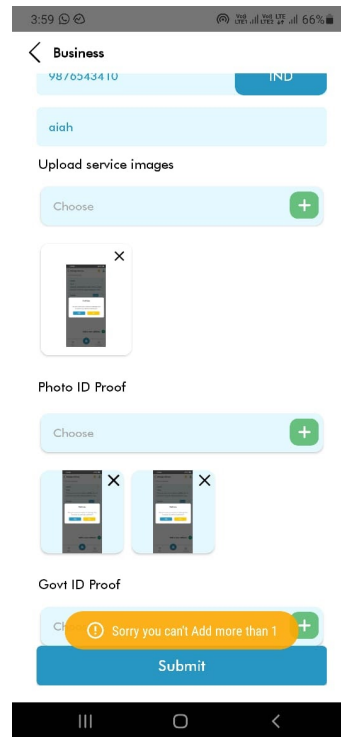 3:59
66%
Business
9876543410
IND
aiah
Upload service images
Choose
Photo ID Proof
Choose
Govt ID Proof
Sorry you can't Add more than 1
Submit